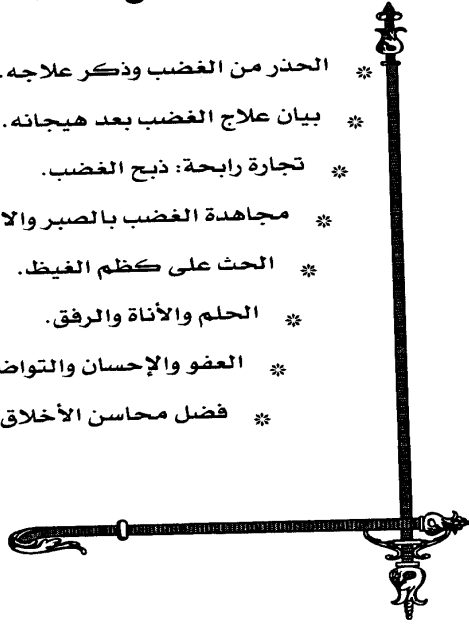 الحذر من الغضب وذكر علاجه.
بيان علاج الغضب بعد هيجانه.
تجارة رابحة: ذبح الغضب.
مجاهدة الغضب بالصبر
الحث على كظم الغيظ.
الحلم والأناة والرفق.
العفو والإحسان
فضل محاسن الأخلاق